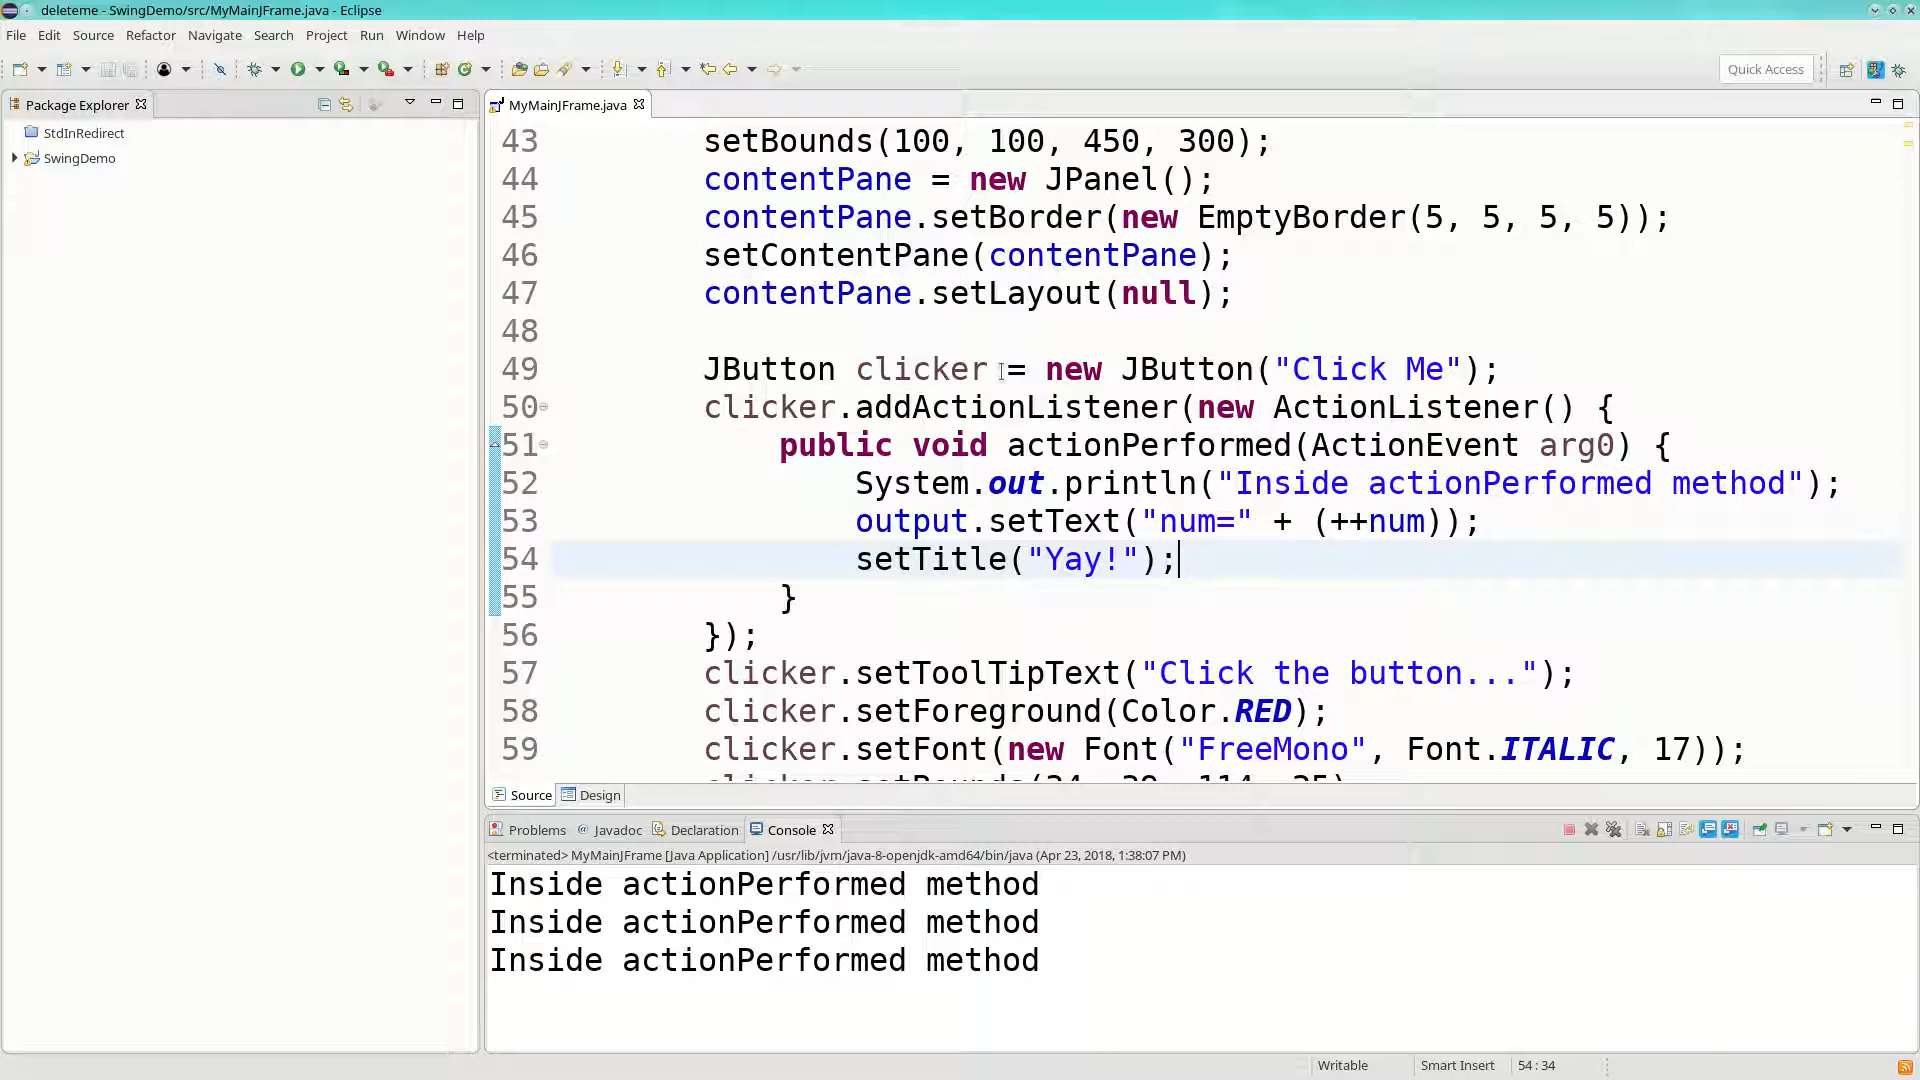 deleteme - SwingDemo/src/MyMainJFrame.java - Eclipse
File Edit Source Refactor Navigate Search Project Run Window Help
Quick Access
Package Explorer
StdInRedirect
SwingDemo
MyMainJFrame.java
43 setBounds(100, 100, 450, 300);
44 contentPane = new JPanel();
45 contentPane.setBorder(new EmptyBorder(5, 5, 5, 5));
46 setContentPane(contentPane);
47 contentPane.setLayout(null);
48
49 JButton clicker = new JButton("Click Me");
50 clicker.addActionListener(new ActionListener() {
51 public void actionPerformed(ActionEvent arg0) {
52 System.out.println("Inside actionPerformed method");
53 output.setText("num=" + (++num));
54 setTitle("Yay!");
55 }
56 });
57 clicker.setToolTipText("Click the button...");
58 clicker.setForeground(Color.RED);
59 clicker.setFont(new Font("FreeMono", Font.ITALIC, 17));
Source Design
Problems Javadoc Declaration Console
<terminated> MyMainJFrame [Java Application] /usr/lib/jvm/java-8-openjdk-amd64/bin/java (Apr 23, 2018, 1:38:07 PM)
Inside actionPerformed method
Inside actionPerformed method
Inside actionPerformed method
Writable Smart Insert 54 : 34